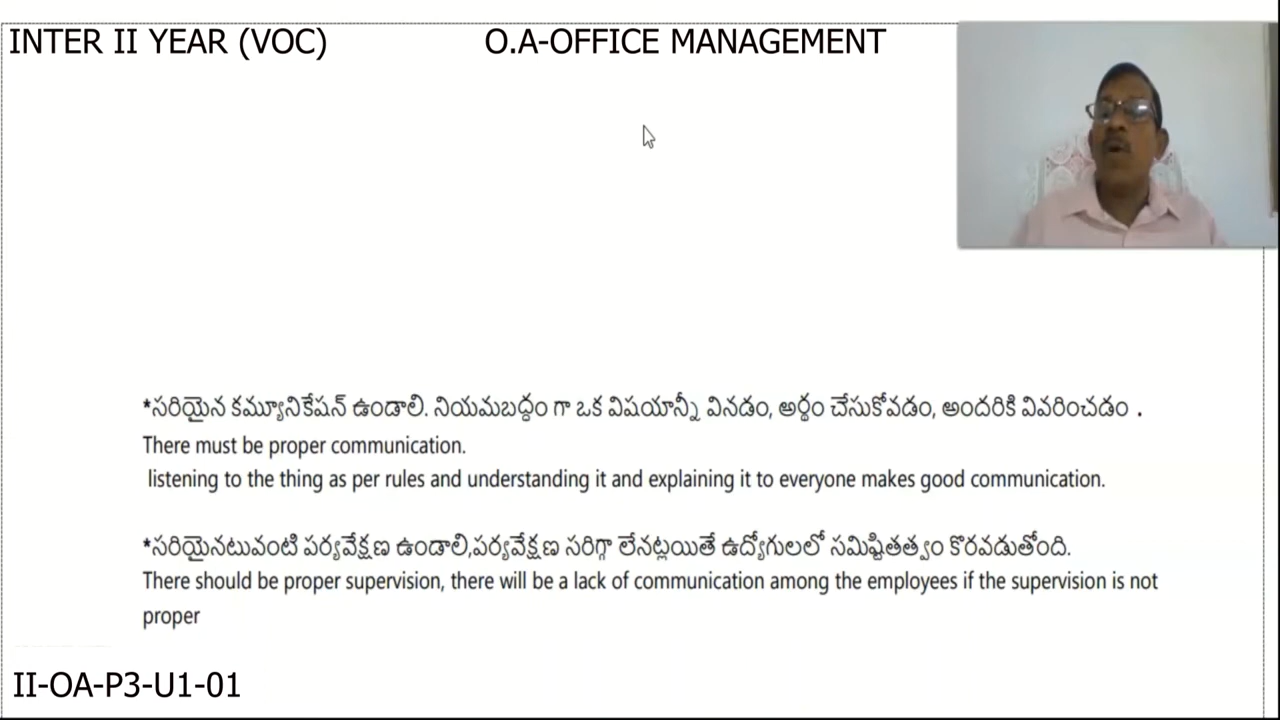 INTER II YEAR (VOC) O.A-OFFICE MANAGEMENT
*సరియైన కమ్యూనికేషన్ ఉండాలి. నియమబద్ధం గా ఒక విషయాన్నీ వినడం, అర్థం చేసుకోవడం, అందరికి వివరించడం .
There must be proper communication.
listening to the thing as per rules and understanding it and explaining it to everyone makes good communication.
*సరియైనటువంటి పర్యవేక్షణ ఉండాలి,పర్యవేక్షణ సరిగ్గా లేనట్లయితే ఉద్యోగులలో సమిష్టితత్వం కొరవడుతోంది.
There should be proper supervision, there will be a lack of communication among the employees if the supervision is not
proper
II-OA-P3-U1-01